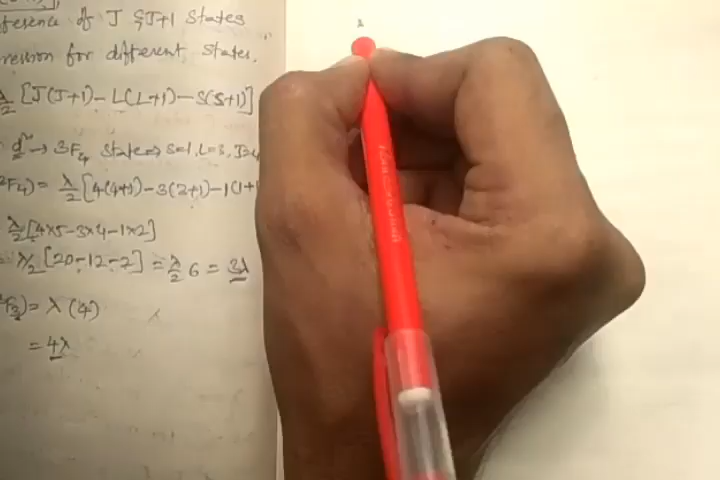 ference of J & J+1 States
ression for different States.
λ/2 [J(J+1)-L(L+1)-S(S+1)]
d² → 3F₄ State ⇒ S=1, L=3, J=4
²F₄) = λ/2 [4(4+1)-3(3+1)-1(1+1
λ/2 [4×5-3×4-1×2]
λ/2 [20-12-2] = λ/2 6 = 3λ
F₃) = λ (4)
= 4λ